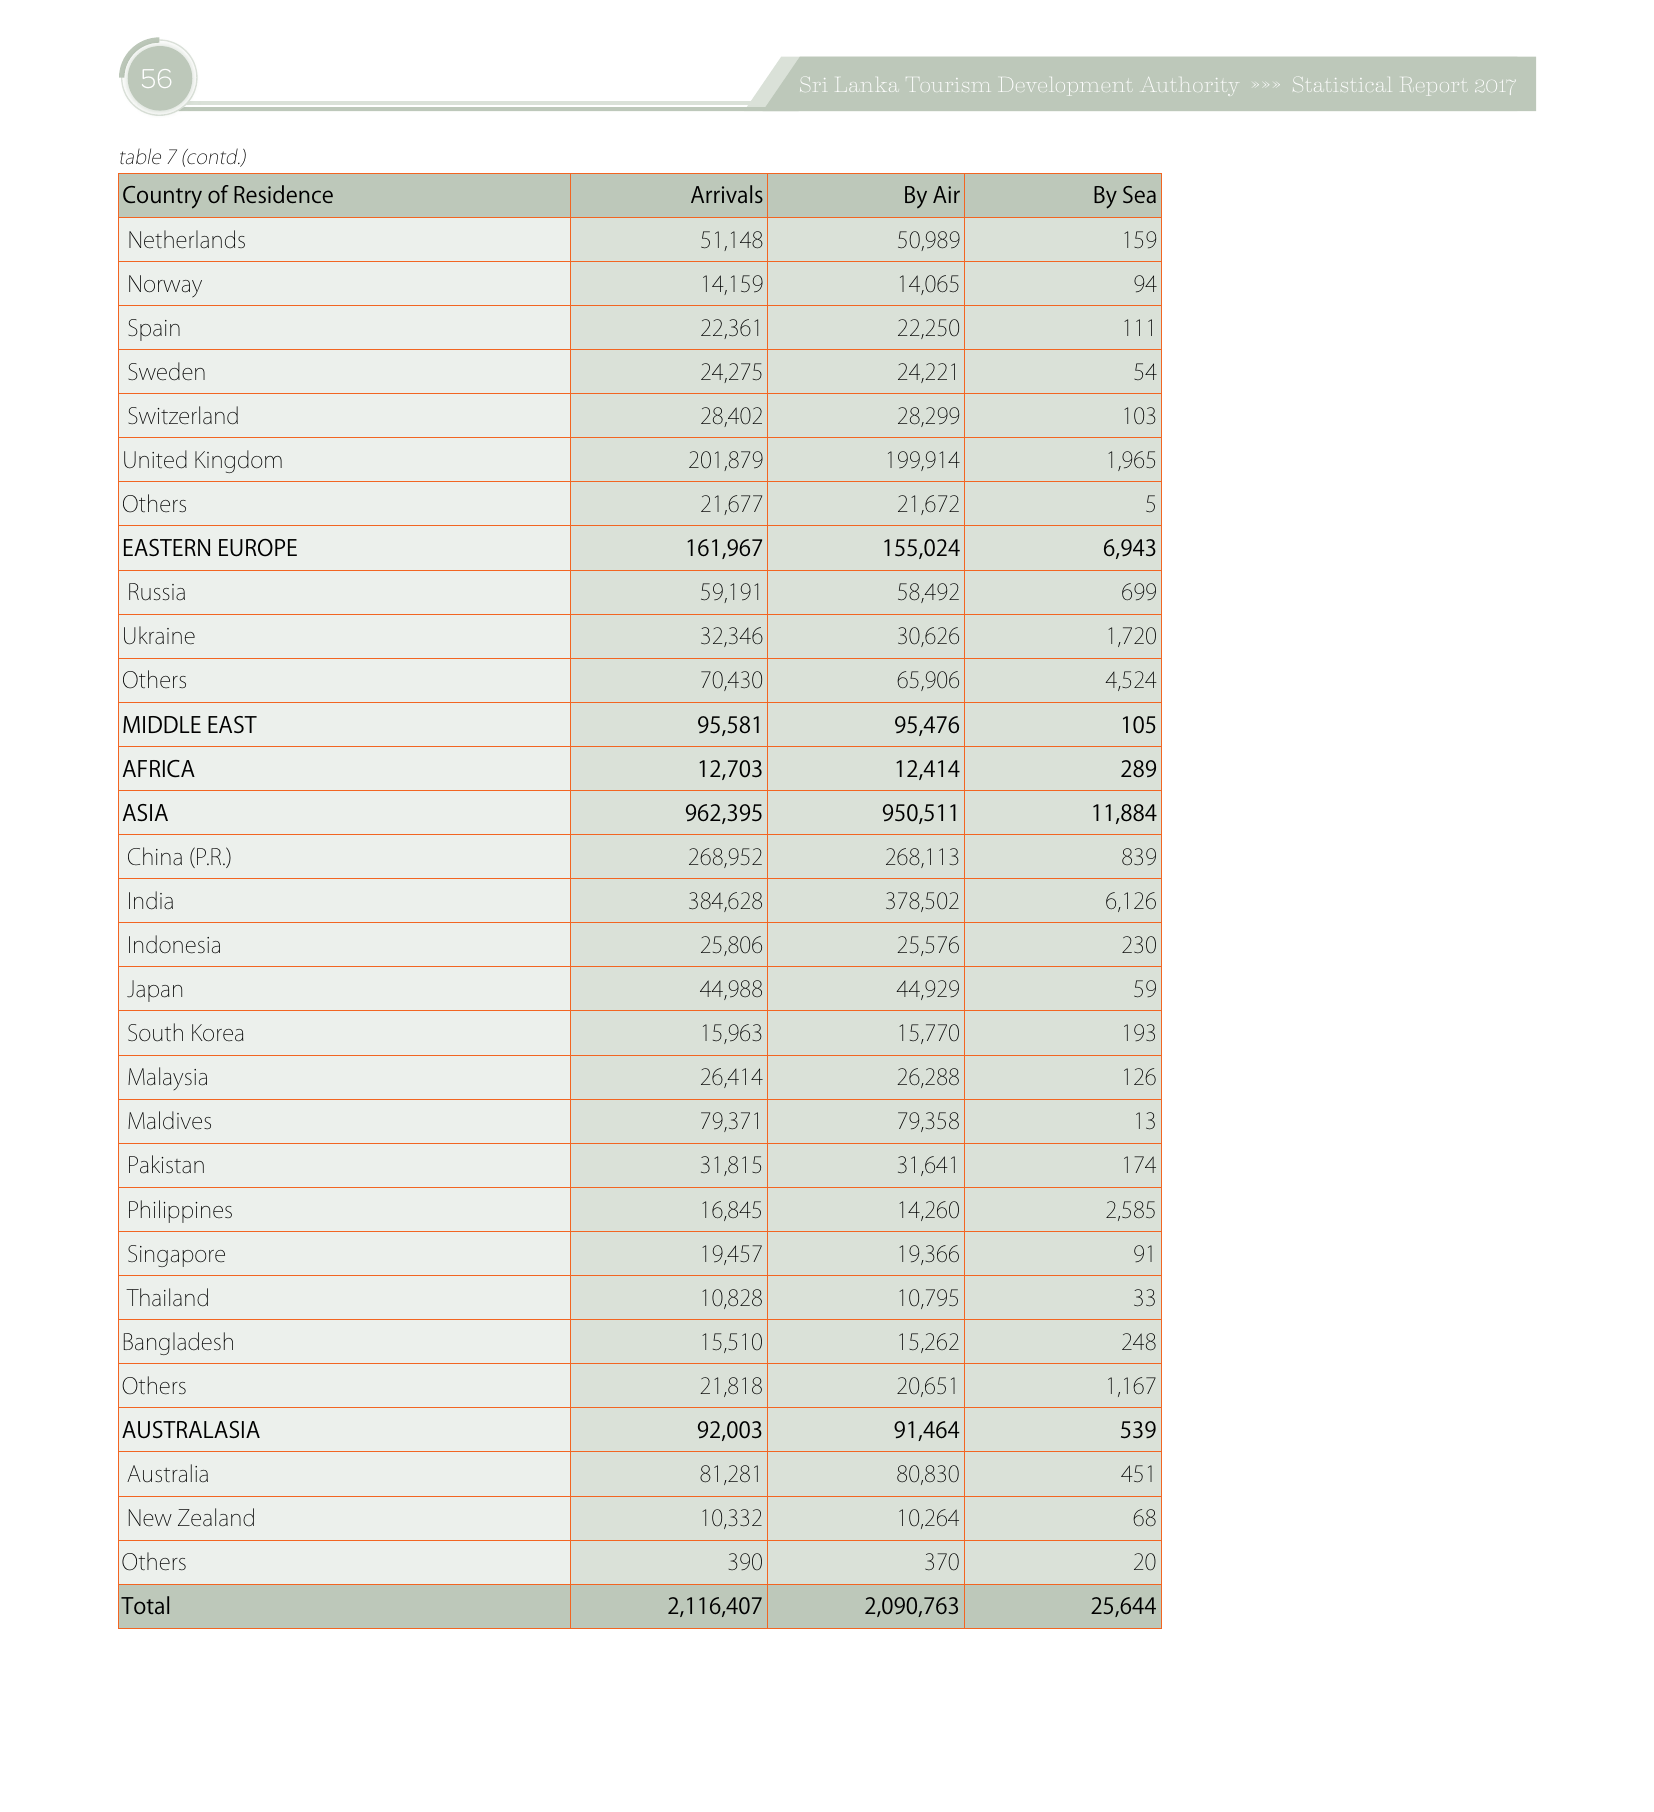 56
Sri Lanka Tourism Development Authority »»» Statistical Report 2017
table 7 (contd.)
Country of Residence Arrivals By Air By Sea
Netherlands 51,148 50,989 159
Norway 14,159 14,065 94
Spain 22,361 22,250 111
Sweden 24,275 24,221 54
Switzerland 28,402 28,299 103
United Kingdom 201,879 199,914 1,965
Others 21,677 21,672 5
EASTERN EUROPE 161,967 155,024 6,943
Russia 59,191 58,492 699
Ukraine 32,346 30,626 1,720
Others 70,430 65,906 4,524
MIDDLE EAST 95,581 95,476 105
AFRICA 12,703 12,414 289
ASIA 962,395 950,511 11,884
China (P.R.) 268,952 268,113 839
India 384,628 378,502 6,126
Indonesia 25,806 25,576 230
Japan 44,988 44,929 59
South Korea 15,963 15,770 193
Malaysia 26,414 26,288 126
Maldives 79,371 79,358 13
Pakistan 31,815 31,641 174
Philippines 16,845 14,260 2,585
Singapore 19,457 19,366 91
Thailand 10,828 10,795 33
Bangladesh 15,510 15,262 248
Others 21,818 20,651 1,167
AUSTRALASIA 92,003 91,464 539
Australia 81,281 80,830 451
New Zealand 10,332 10,264 68
Others 390 370 20
Total 2,116,407 2,090,763 25,644